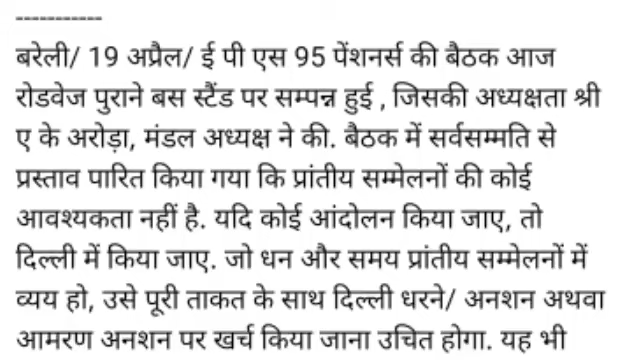 -----------
बरेली/ 19 अप्रैल/ ई पी एस 95 पेंशनर्स की बैठक आज
रोडवेज पुराने बस स्टैंड पर सम्पन्न हुई , जिसकी अध्यक्षता श्री
ए के अरोड़ा, मंडल अध्यक्ष ने की. बैठक में सर्वसम्मति से
प्रस्ताव पारित किया गया कि प्रांतीय सम्मेलनों की कोई
आवश्यकता नहीं है. यदि कोई आंदोलन किया जाए, तो
दिल्ली में किया जाए. जो धन और समय प्रांतीय सम्मेलनों में
व्यय हो, उसे पूरी ताकत के साथ दिल्ली धरने/ अनशन अथवा
आमरण अनशन पर खर्च किया जाना उचित होगा. यह भी